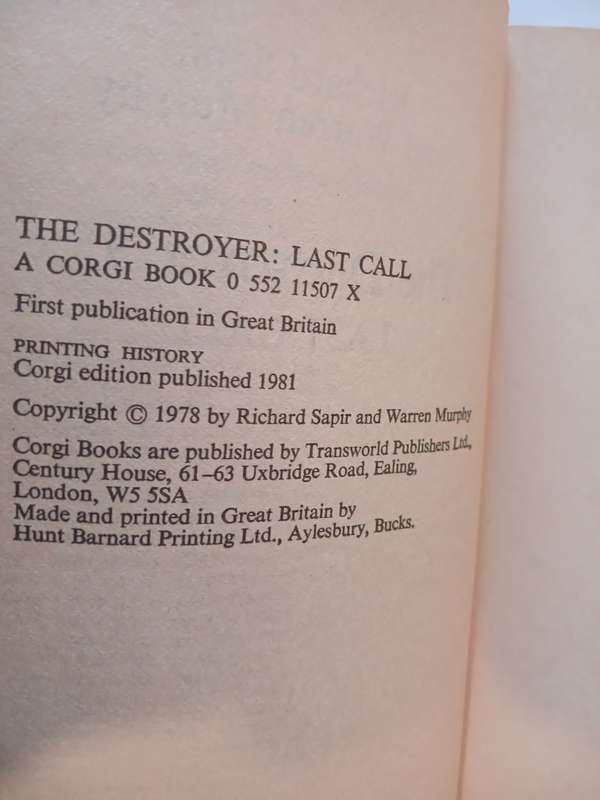 THE DESTROYER: LAST CALL
A CORGI BOOK 0 552 11507 X
First publication in Great Britain
PRINTING HISTORY
Corgi edition published 1981
Copyright © 1978 by Richard Sapir and Warren Murphy
Corgi Books are published by Transworld Publishers Ltd.,
Century House, 61–63 Uxbridge Road, Ealing,
London, W5 5SA
Made and printed in Great Britain by
Hunt Barnard Printing Ltd., Aylesbury, Bucks.